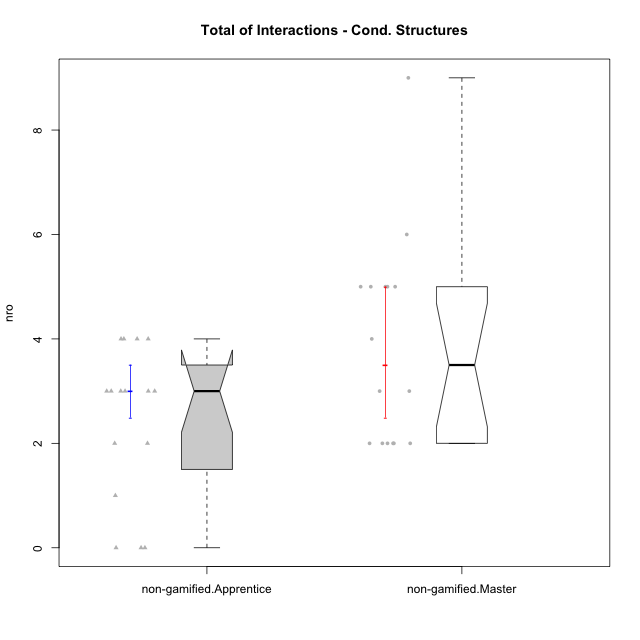 Total of Interactions - Cond. Structures
nro
8
6
4
2
0
non-gamified.Apprentice
non-gamified.Master